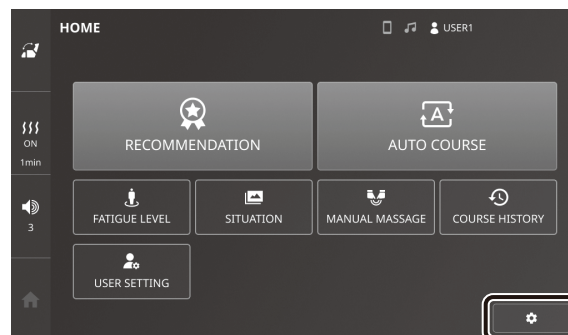 HOME
USER1
ON
1min
3
RECOMMENDATION
A
AUTO COURSE
FATIGUE LEVEL
SITUATION
MANUAL MASSAGE
COURSE HISTORY
USER SETTING